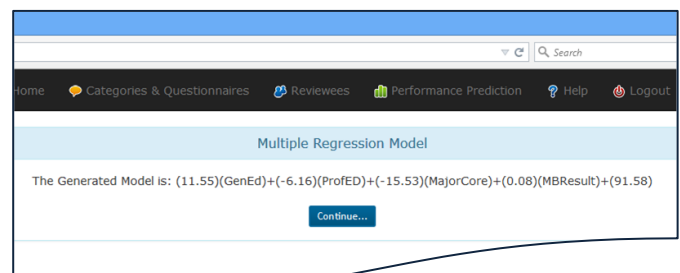 Search
Home Categories & Questionnaires Reviewees Performance Prediction Help Logout
Multiple Regression Model
The Generated Model is: (11.55)(GenEd)+(-6.16)(ProfED)+(-15.53)(MajorCore)+(0.08)(MBResult)+(91.58)
Continue...